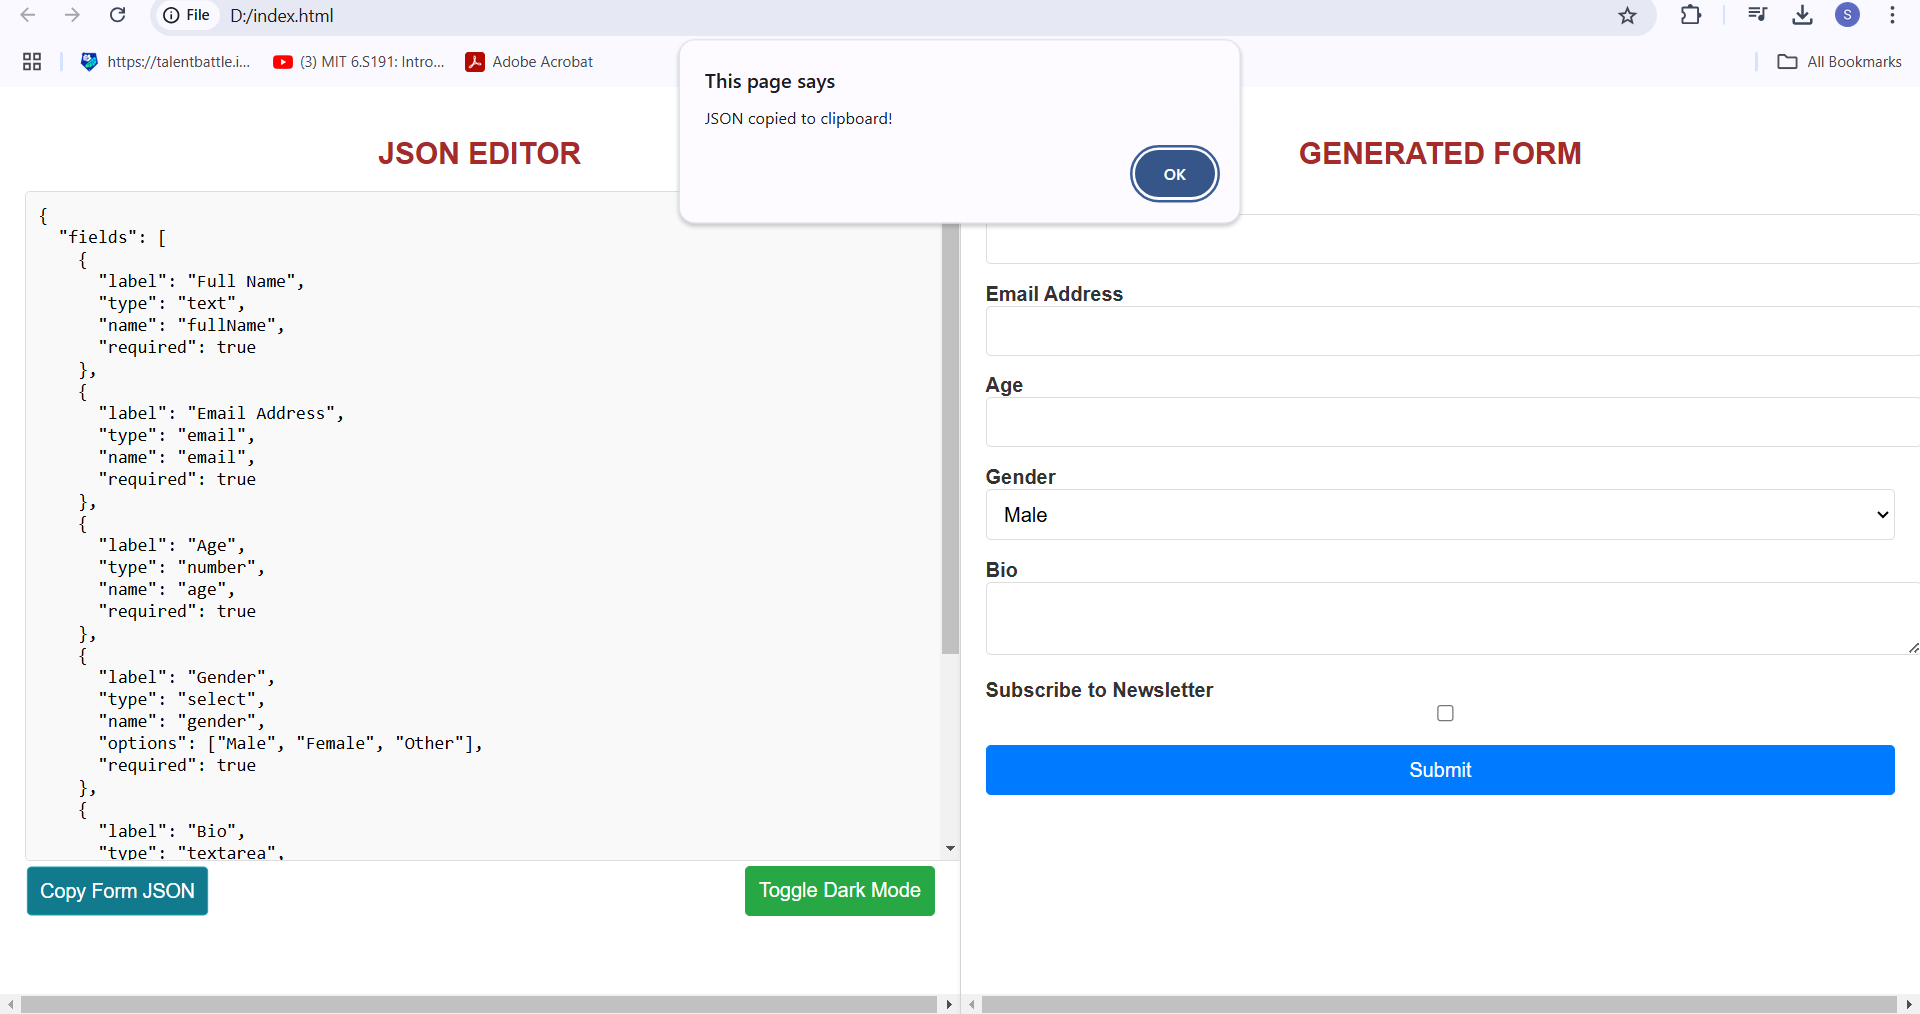 File D:/index.html S
https://talentbattle.i... (3) MIT 6.S191: Intro... Adobe Acrobat All Bookmarks
This page says
JSON copied to clipboard!
OK
JSON EDITOR
{
  "fields": [
    {
      "label": "Full Name",
      "type": "text",
      "name": "fullName",
      "required": true
    },
    {
      "label": "Email Address",
      "type": "email",
      "name": "email",
      "required": true
    },
    {
      "label": "Age",
      "type": "number",
      "name": "age",
      "required": true
    },
    {
      "label": "Gender",
      "type": "select",
      "name": "gender",
      "options": ["Male", "Female", "Other"],
      "required": true
    },
    {
      "label": "Bio",
      "type": "textarea",
Copy Form JSON
Toggle Dark Mode
GENERATED FORM
Email Address
Age
Gender
Male
Bio
Subscribe to Newsletter
Submit